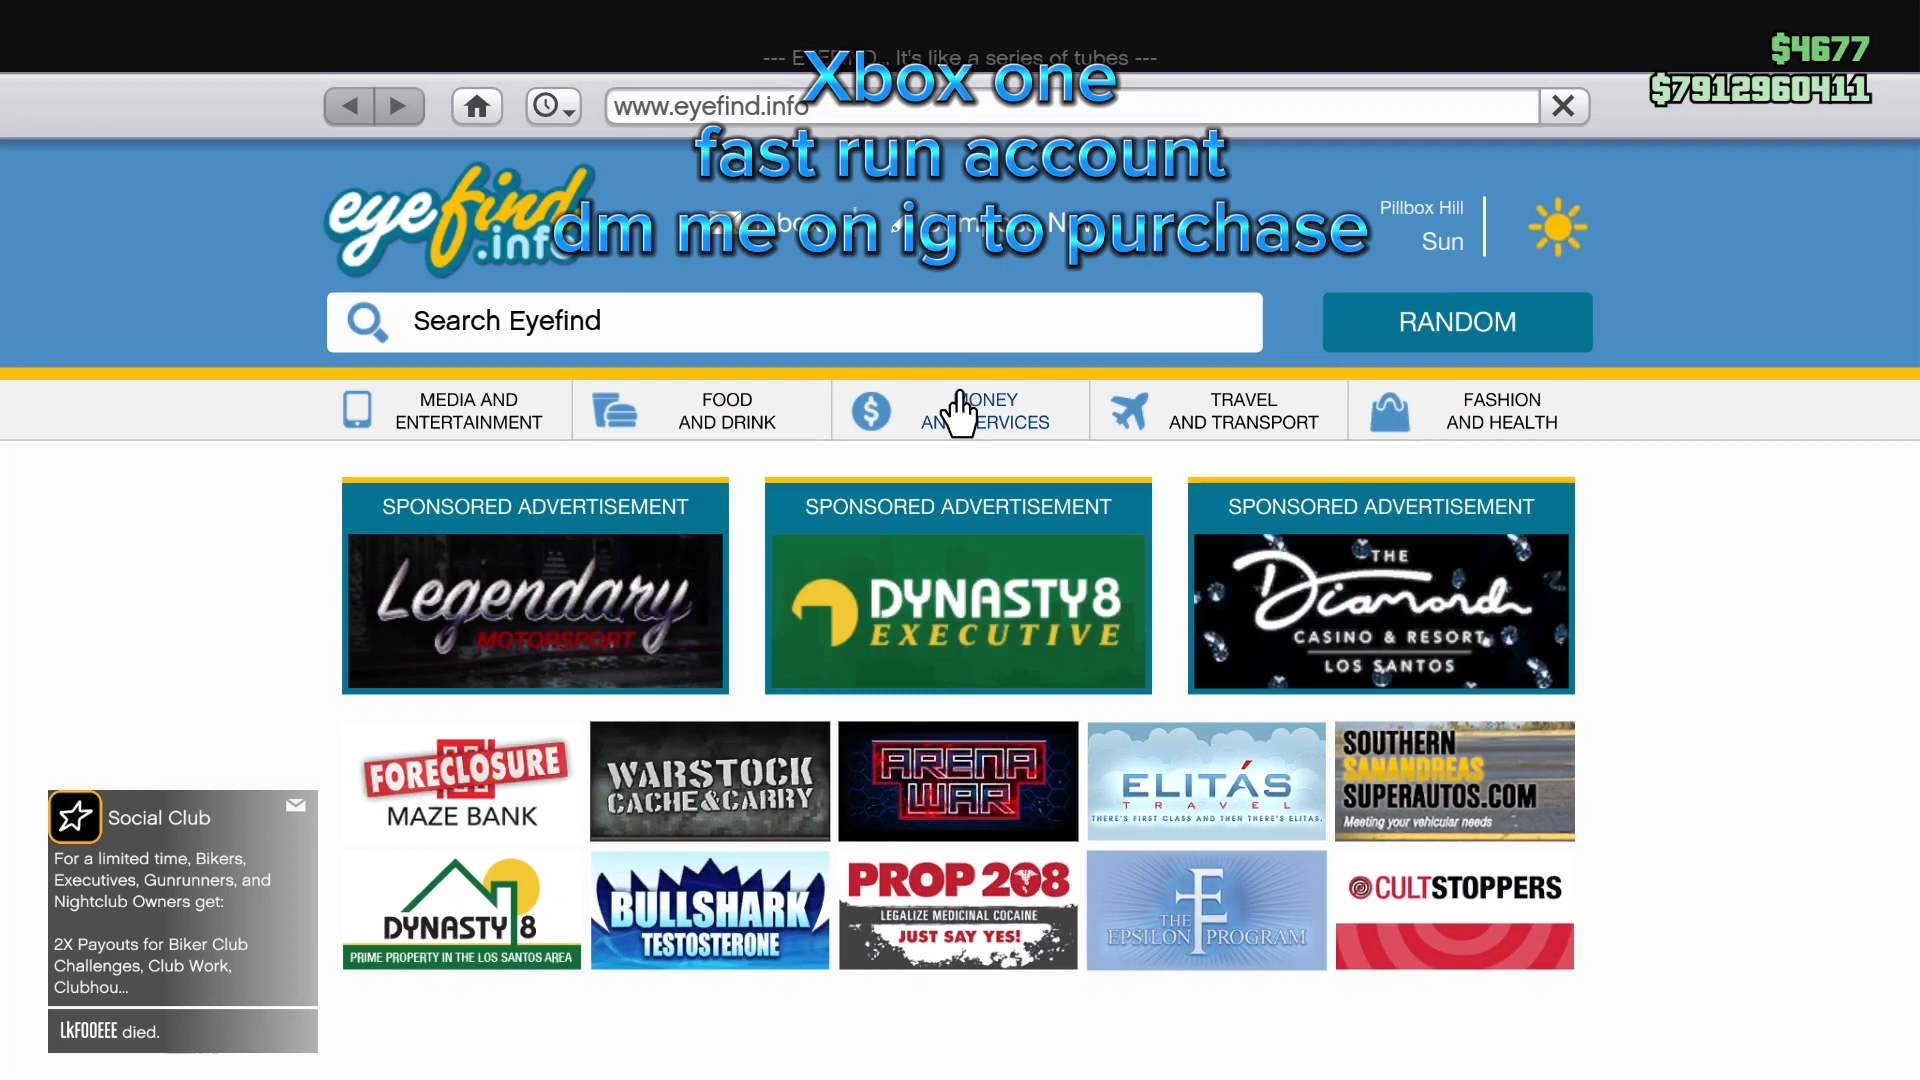 --- EYEFIND... It's like a series of tubes ---
$4677
$7912960411
www.eyefind.info
Xbox one
fast run account
dm me on ig to purchase
eyefind
.info
Pillbox Hill
Sun
Search Eyefind
RANDOM
MEDIA AND
ENTERTAINMENT
FOOD
AND DRINK
MONEY
AND SERVICES
TRAVEL
AND TRANSPORT
FASHION
AND HEALTH
SPONSORED ADVERTISEMENT
Legendary
MOTORSPORT
SPONSORED ADVERTISEMENT
DYNASTY8
EXECUTIVE
SPONSORED ADVERTISEMENT
THE
Diamond
CASINO & RESORT
LOS SANTOS
FORECLOSURE
MAZE BANK
WARSTOCK
CACHE&CARRY
ARENA
WAR
ELITÁS
TRAVEL
THERE'S FIRST CLASS AND THEN THERE'S ELITAS.
SOUTHERN
SANANDREAS
SUPERAUTOS.COM
Meeting your vehicular needs
DYNASTY 8
PRIME PROPERTY IN THE LOS SANTOS AREA
BULLSHARK
TESTOSTERONE
PROP 208
LEGALIZE MEDICINAL COCAINE
JUST SAY YES!
THE
EPSILON PROGRAM
CULTSTOPPERS
Social Club
For a limited time, Bikers,
Executives, Gunrunners, and
Nightclub Owners get:
2X Payouts for Biker Club
Challenges, Club Work,
Clubhou...
LkFOOEEE died.